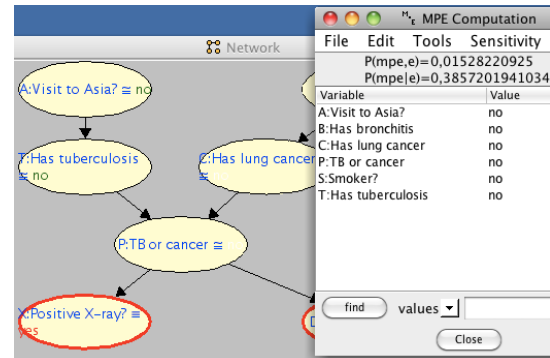 MPE Computation
Network
File Edit Tools Sensitivity
P(mpe,e)=0,01528220925
P(mpe|e)=0,3857201941034
Variable Value
A:Visit to Asia? no
B:Has bronchitis no
C:Has lung cancer no
P:TB or cancer no
S:Smoker? no
T:Has tuberculosis no
A:Visit to Asia? ≅ no
T:Has tuberculosis
≅ no
C:Has lung cancer
≅
P:TB or cancer ≅
X:Positive X-ray? =
yes
find values
Close